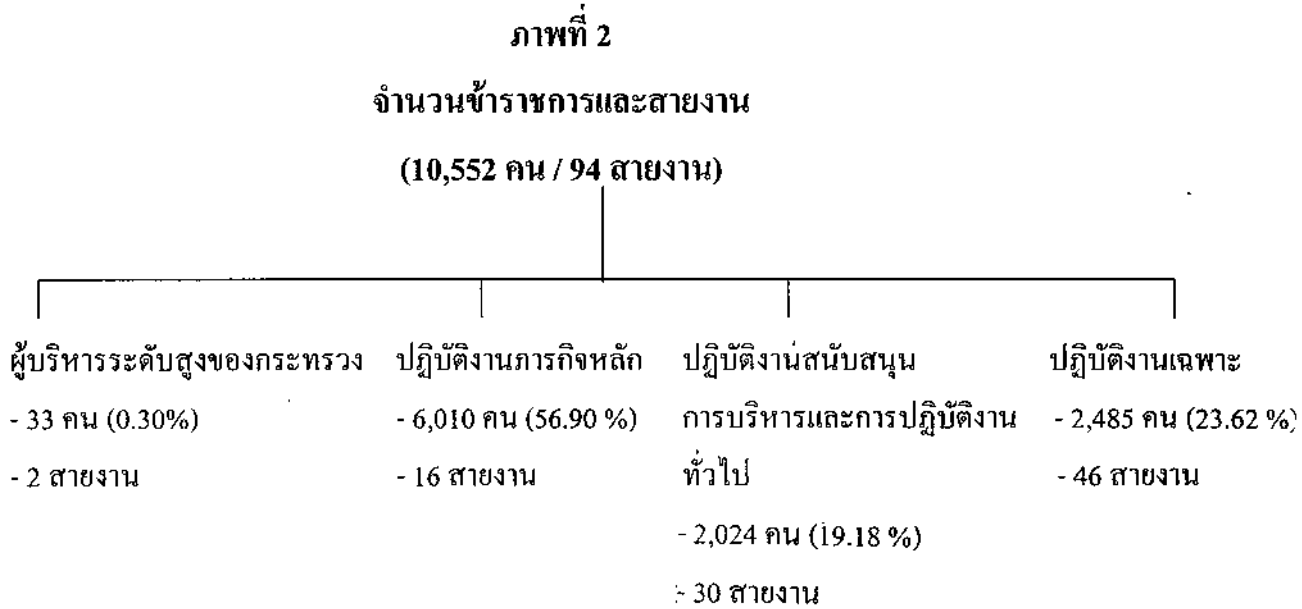 ภาพที่ 2
จำนวนข้าราชการและสายงาน
(10,552 คน / 94 สายงาน)
ผู้บริหารระดับสูงของกระทรวง
- 33 คน (0.30%)
- 2 สายงาน
ปฏิบัติงานภารกิจหลัก
- 6,010 คน (56.90 %)
- 16 สายงาน
ปฏิบัติงานสนับสนุน
การบริหารและการปฏิบัติงาน
ทั่วไป
- 2,024 คน (19.18 %)
- 30 สายงาน
ปฏิบัติงานเฉพาะ
- 2,485 คน (23.62 %)
- 46 สายงาน